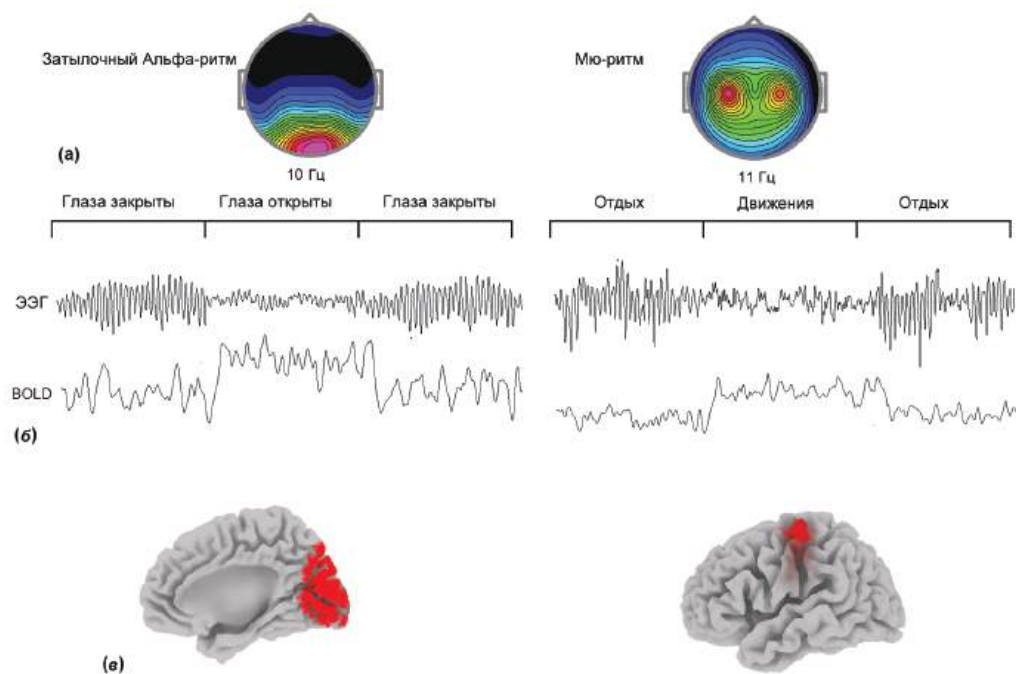 Затылочный Альфа-ритм
Мю-ритм
(а)
10 Гц
11 Гц
Глаза закрыты
Глаза открыты
Глаза закрыты
Отдых
Движения
Отдых
ЭЭГ
BOLD
(б)
(в)